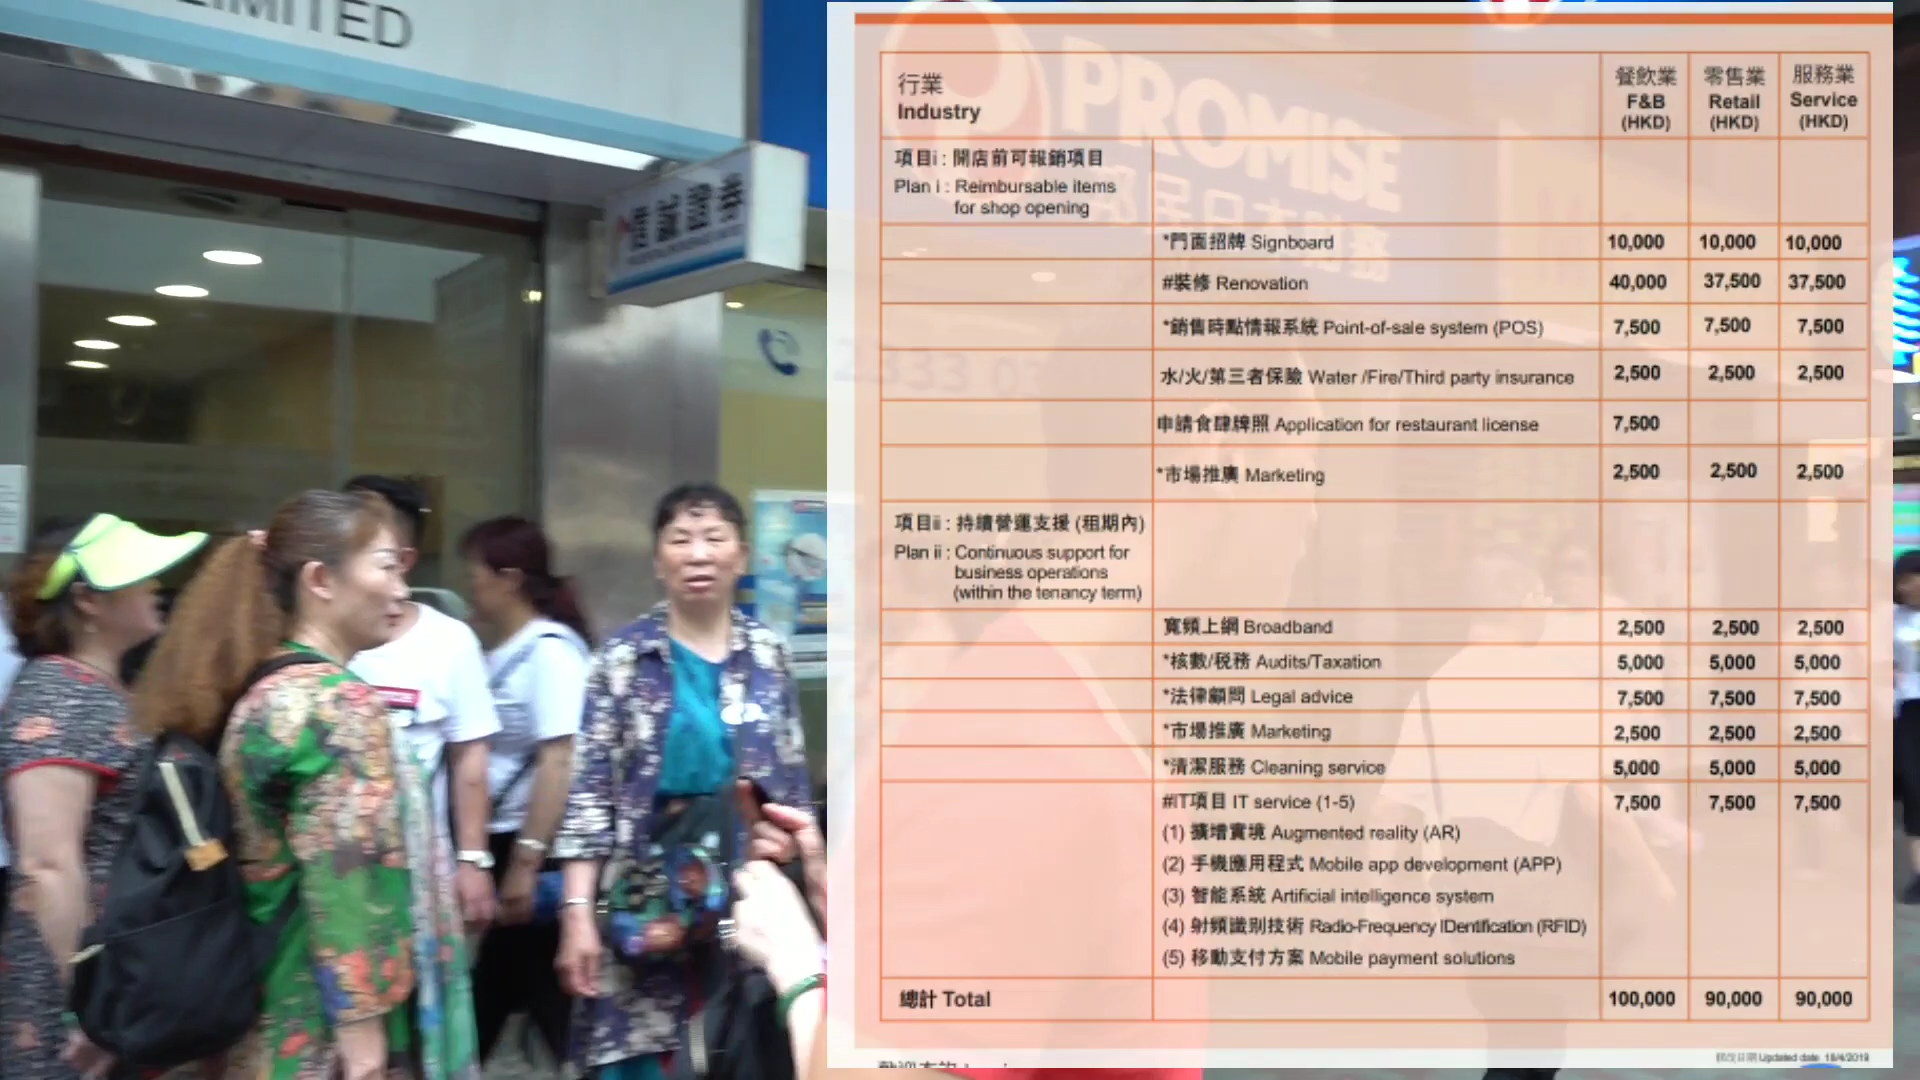 LIMITED
信誠證券
PROMISE
行業
Industry
餐飲業
F&B
(HKD)
零售業
Retail
(HKD)
服務業
Service
(HKD)
項目i : 開店前可報銷項目
Plan i : Reimbursable items
for shop opening
*門面招牌 Signboard 10,000 10,000 10,000
#裝修 Renovation 40,000 37,500 37,500
*銷售時點情報系統 Point-of-sale system (POS) 7,500 7,500 7,500
水/火/第三者保險 Water /Fire/Third party insurance 2,500 2,500 2,500
申請食肆牌照 Application for restaurant license 7,500
*市場推廣 Marketing 2,500 2,500 2,500
項目ii : 持續營運支援 (租期內)
Plan ii : Continuous support for
business operations
(within the tenancy term)
寬頻上網 Broadband 2,500 2,500 2,500
*核數/税務 Audits/Taxation 5,000 5,000 5,000
*法律顧問 Legal advice 7,500 7,500 7,500
*市場推廣 Marketing 2,500 2,500 2,500
*清潔服務 Cleaning service 5,000 5,000 5,000
#IT項目 IT service (1-5) 7,500 7,500 7,500
(1) 擴增實境 Augmented reality (AR)
(2) 手機應用程式 Mobile app development (APP)
(3) 智能系統 Artificial intelligence system
(4) 射頻識別技術 Radio-Frequency IDentification (RFID)
(5) 移動支付方案 Mobile payment solutions
總計 Total 100,000 90,000 90,000
Updated date 18/4/2019